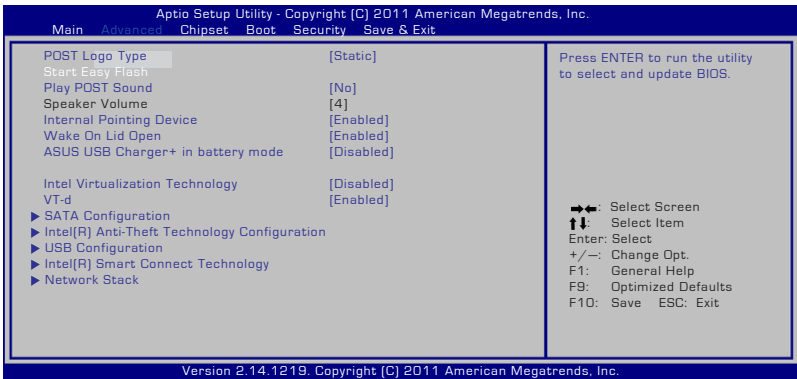 Aptio Setup Utility - Copyright (C) 2011 American Megatrends, Inc.
Main Advanced Chipset Boot Security Save & Exit
POST Logo Type [Static]
Start Easy Flash
Play POST Sound [No]
Speaker Volume [4]
Internal Pointing Device [Enabled]
Wake On Lid Open [Enabled]
ASUS USB Charger+ in battery mode [Disabled]
Intel Virtualization Technology [Disabled]
VT-d [Enabled]
SATA Configuration
Intel(R) Anti-Theft Technology Configuration
USB Configuration
Intel(R) Smart Connect Technology
Network Stack
Press ENTER to run the utility
to select and update BIOS.
→←: Select Screen
↑↓: Select Item
Enter: Select
+/—: Change Opt.
F1: General Help
F9: Optimized Defaults
F10: Save ESC: Exit
Version 2.14.1219. Copyright (C) 2011 American Megatrends, Inc.